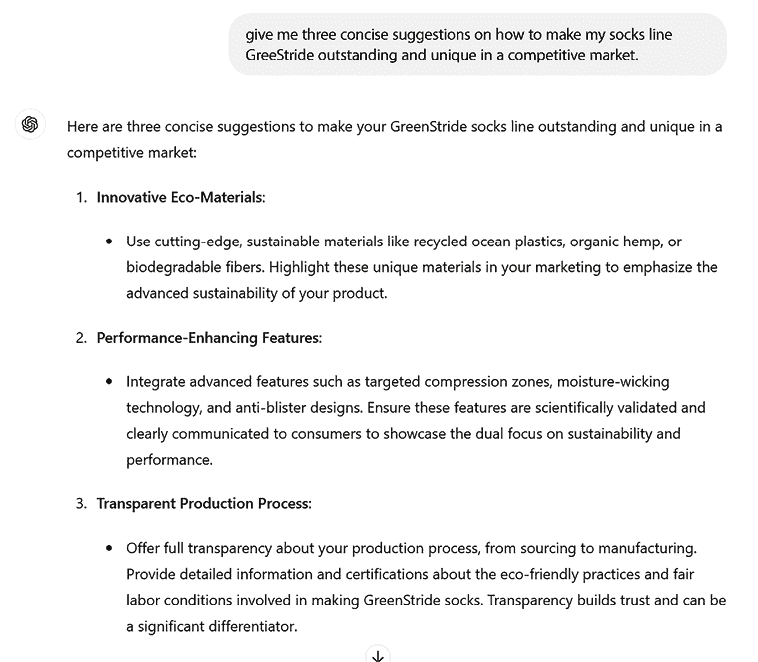 give me three concise suggestions on how to make my socks line
GreeStride outstanding and unique in a competitive market.
Here are three concise suggestions to make your GreenStride socks line outstanding and unique in a
competitive market:
1. Innovative Eco-Materials:
• Use cutting-edge, sustainable materials like recycled ocean plastics, organic hemp, or
biodegradable fibers. Highlight these unique materials in your marketing to emphasize the
advanced sustainability of your product.
2. Performance-Enhancing Features:
• Integrate advanced features such as targeted compression zones, moisture-wicking
technology, and anti-blister designs. Ensure these features are scientifically validated and
clearly communicated to consumers to showcase the dual focus on sustainability and
performance.
3. Transparent Production Process:
• Offer full transparency about your production process, from sourcing to manufacturing.
Provide detailed information and certifications about the eco-friendly practices and fair
labor conditions involved in making GreenStride socks. Transparency builds trust and can be
a significant differentiator.